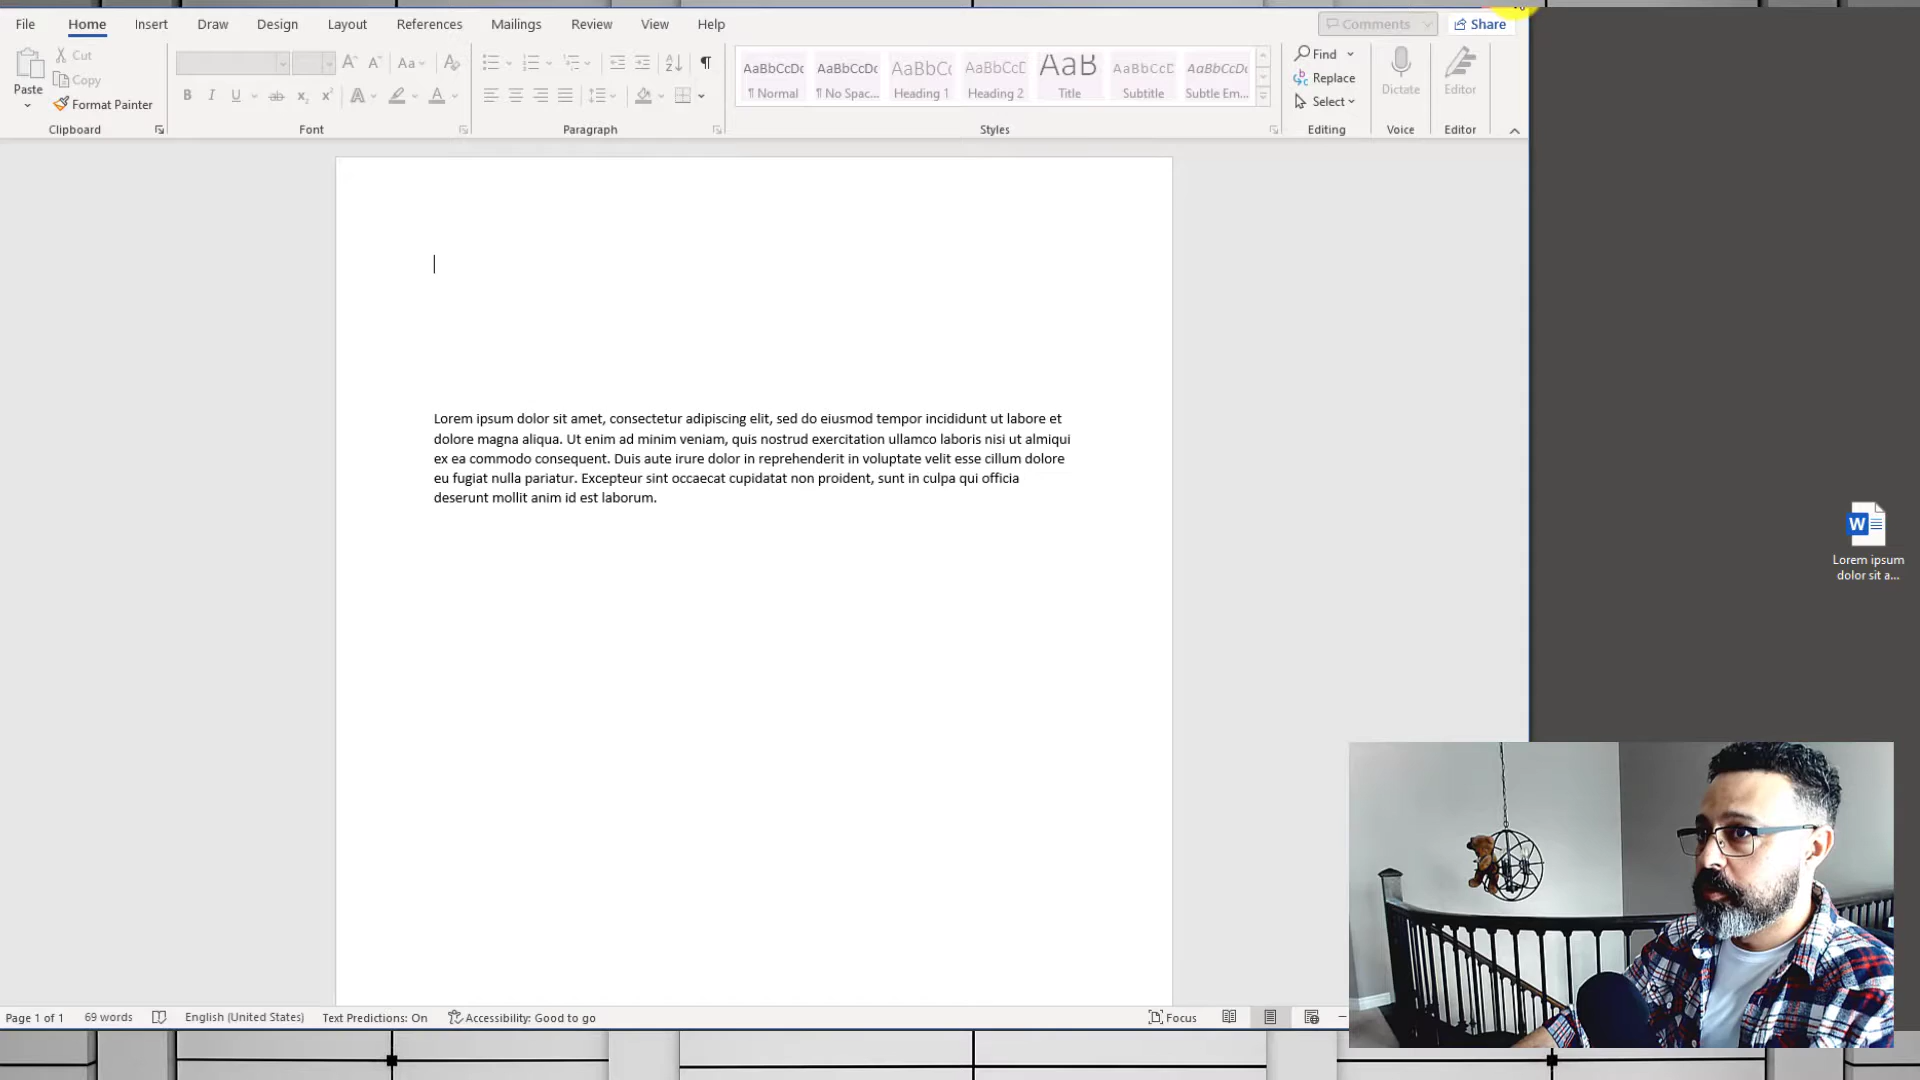 File Home Insert Draw Design Layout References Mailings Review View Help Comments Share
Paste Cut Copy Format Painter
Clipboard
Aa
B I U ab x₂ x² A A
Font
Paragraph
AaBbCcDc AaBbCcDc AaBbCc AaBbCcD AaB AaBbCcD AaBbCcDc
¶ Normal ¶ No Spac... Heading 1 Heading 2 Title Subtitle Subtle Em...
Styles
Find
Replace
Select
Editing
Dictate
Voice
Editor
Editor
Lorem ipsum dolor sit amet, consectetur adipiscing elit, sed do eiusmod tempor incididunt ut labore et
dolore magna aliqua. Ut enim ad minim veniam, quis nostrud exercitation ullamco laboris nisi ut almiqui
ex ea commodo consequent. Duis aute irure dolor in reprehenderit in voluptate velit esse cillum dolore
eu fugiat nulla pariatur. Excepteur sint occaecat cupidatat non proident, sunt in culpa qui officia
deserunt mollit anim id est laborum.
W
Lorem ipsum
dolor sit a...
Page 1 of 1 69 words English (United States) Text Predictions: On Accessibility: Good to go Focus